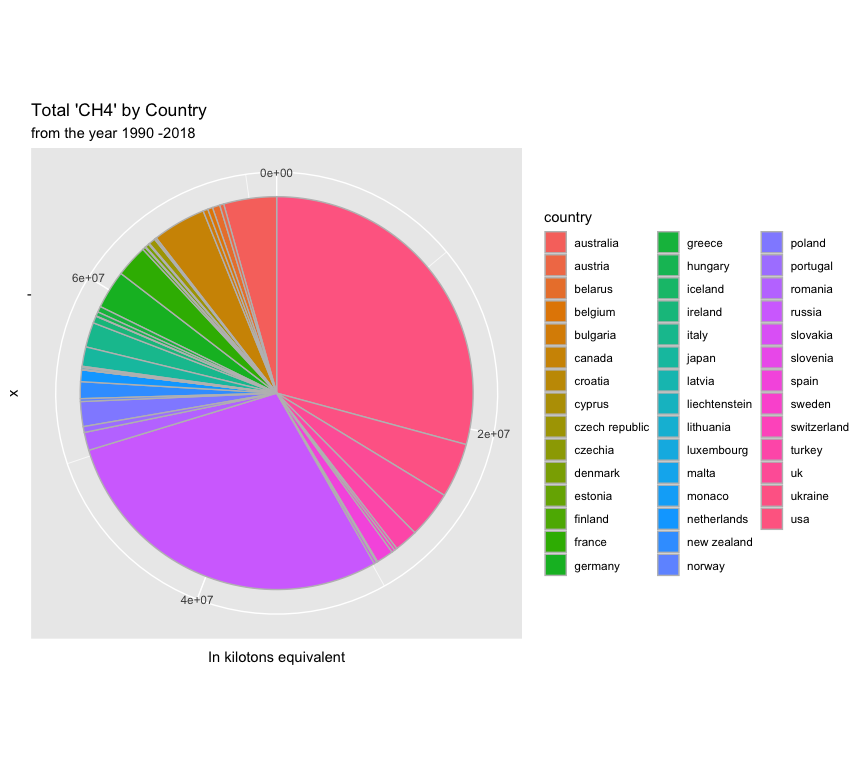 Total 'CH4' by Country
from the year 1990 -2018
0e+00
6e+07
2e+07
4e+07
-
x
In kilotons equivalent
country
australia
austria
belarus
belgium
bulgaria
canada
croatia
cyprus
czech republic
czechia
denmark
estonia
finland
france
germany
greece
hungary
iceland
ireland
italy
japan
latvia
liechtenstein
lithuania
luxembourg
malta
monaco
netherlands
new zealand
norway
poland
portugal
romania
russia
slovakia
slovenia
spain
sweden
switzerland
turkey
uk
ukraine
usa